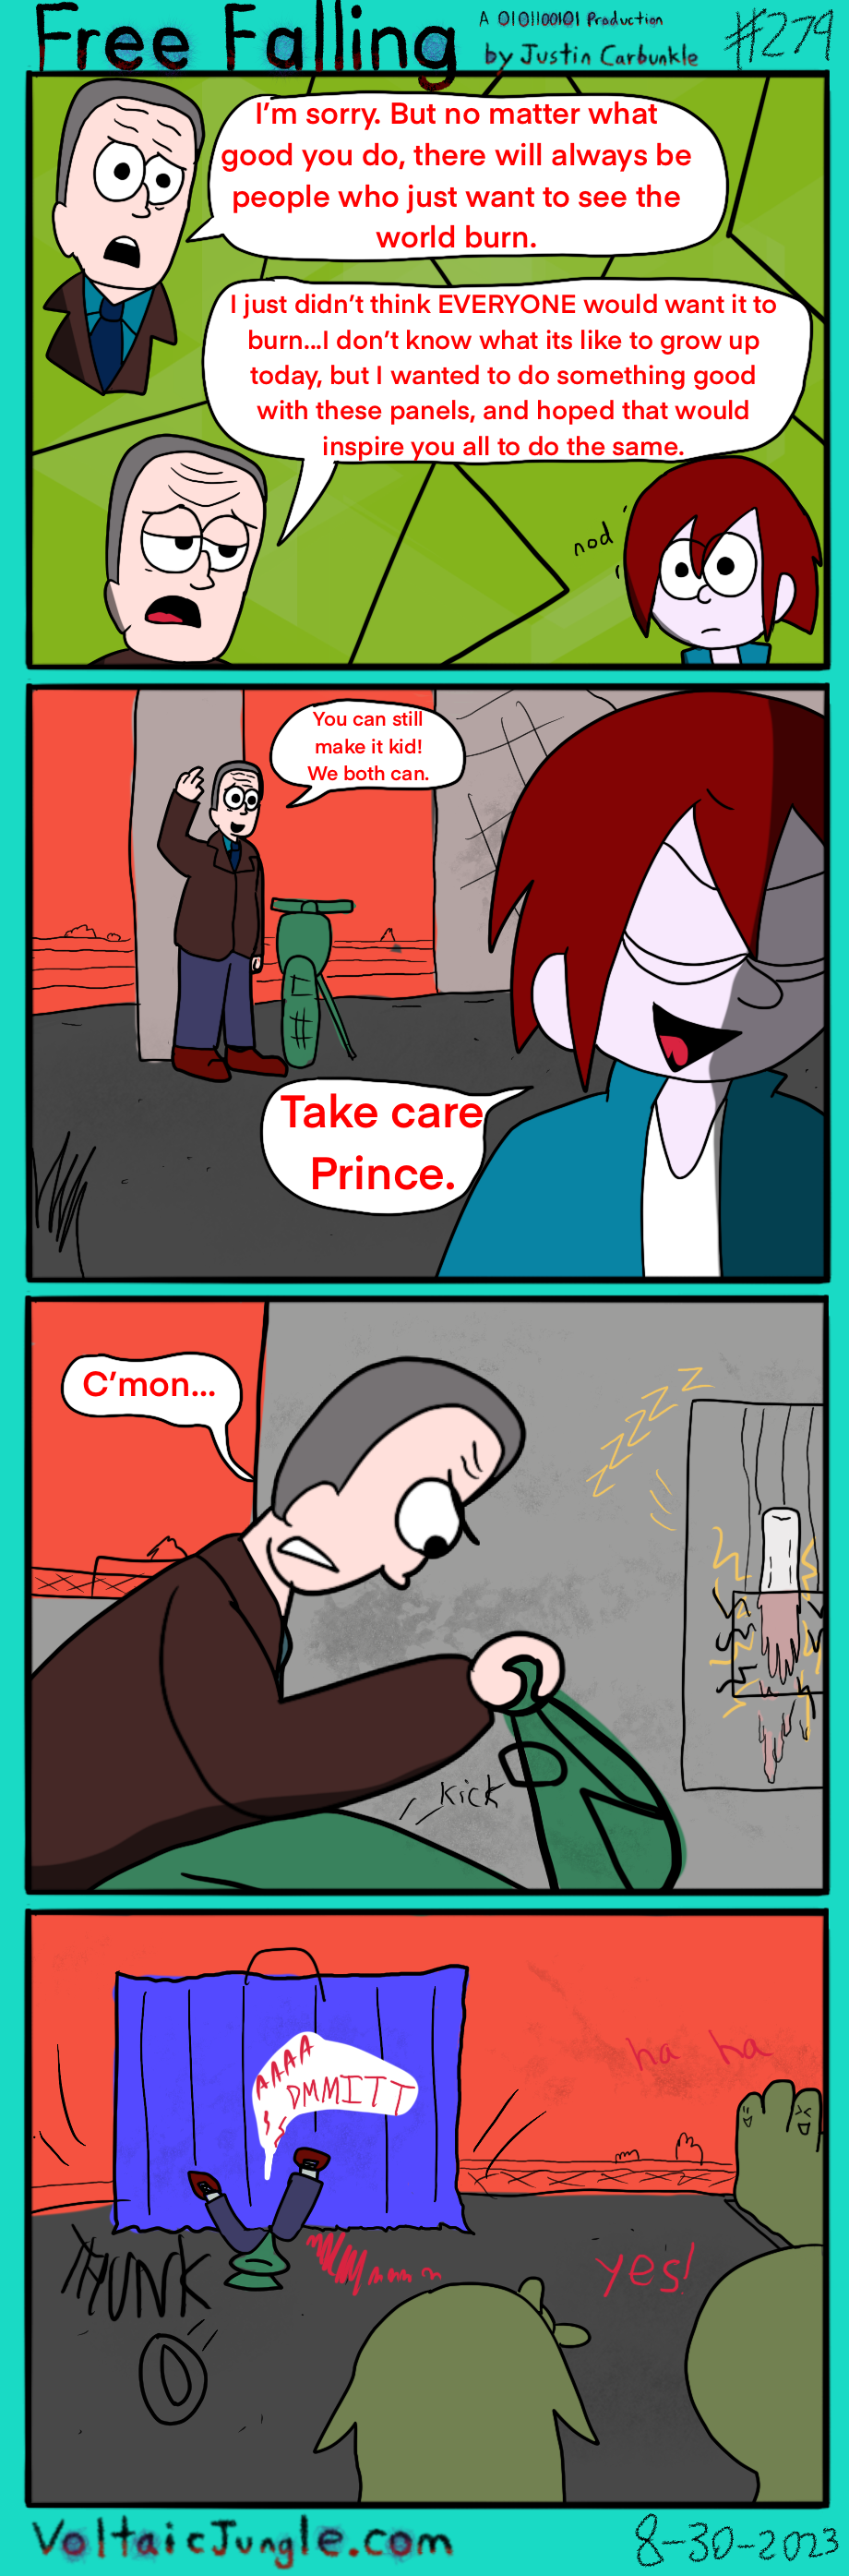 Free Falling
A 0101100101 Production
by Justin Carbunkle
#279
I'm sorry. But no matter what
good you do, there will always be
people who just want to see the
world burn.
I just didn't think EVERYONE would want it to
burn...I don't know what its like to grow up
today, but I wanted to do something good
with these panels, and hoped that would
inspire you all to do the same.
nod
You can still
make it kid!
We both can.
Take care
Prince.
C'mon...
ZZZZZZ
kick
AAAA
DMMITT
ha ha
yes!
VoltaicJungle.com
8-30-2023